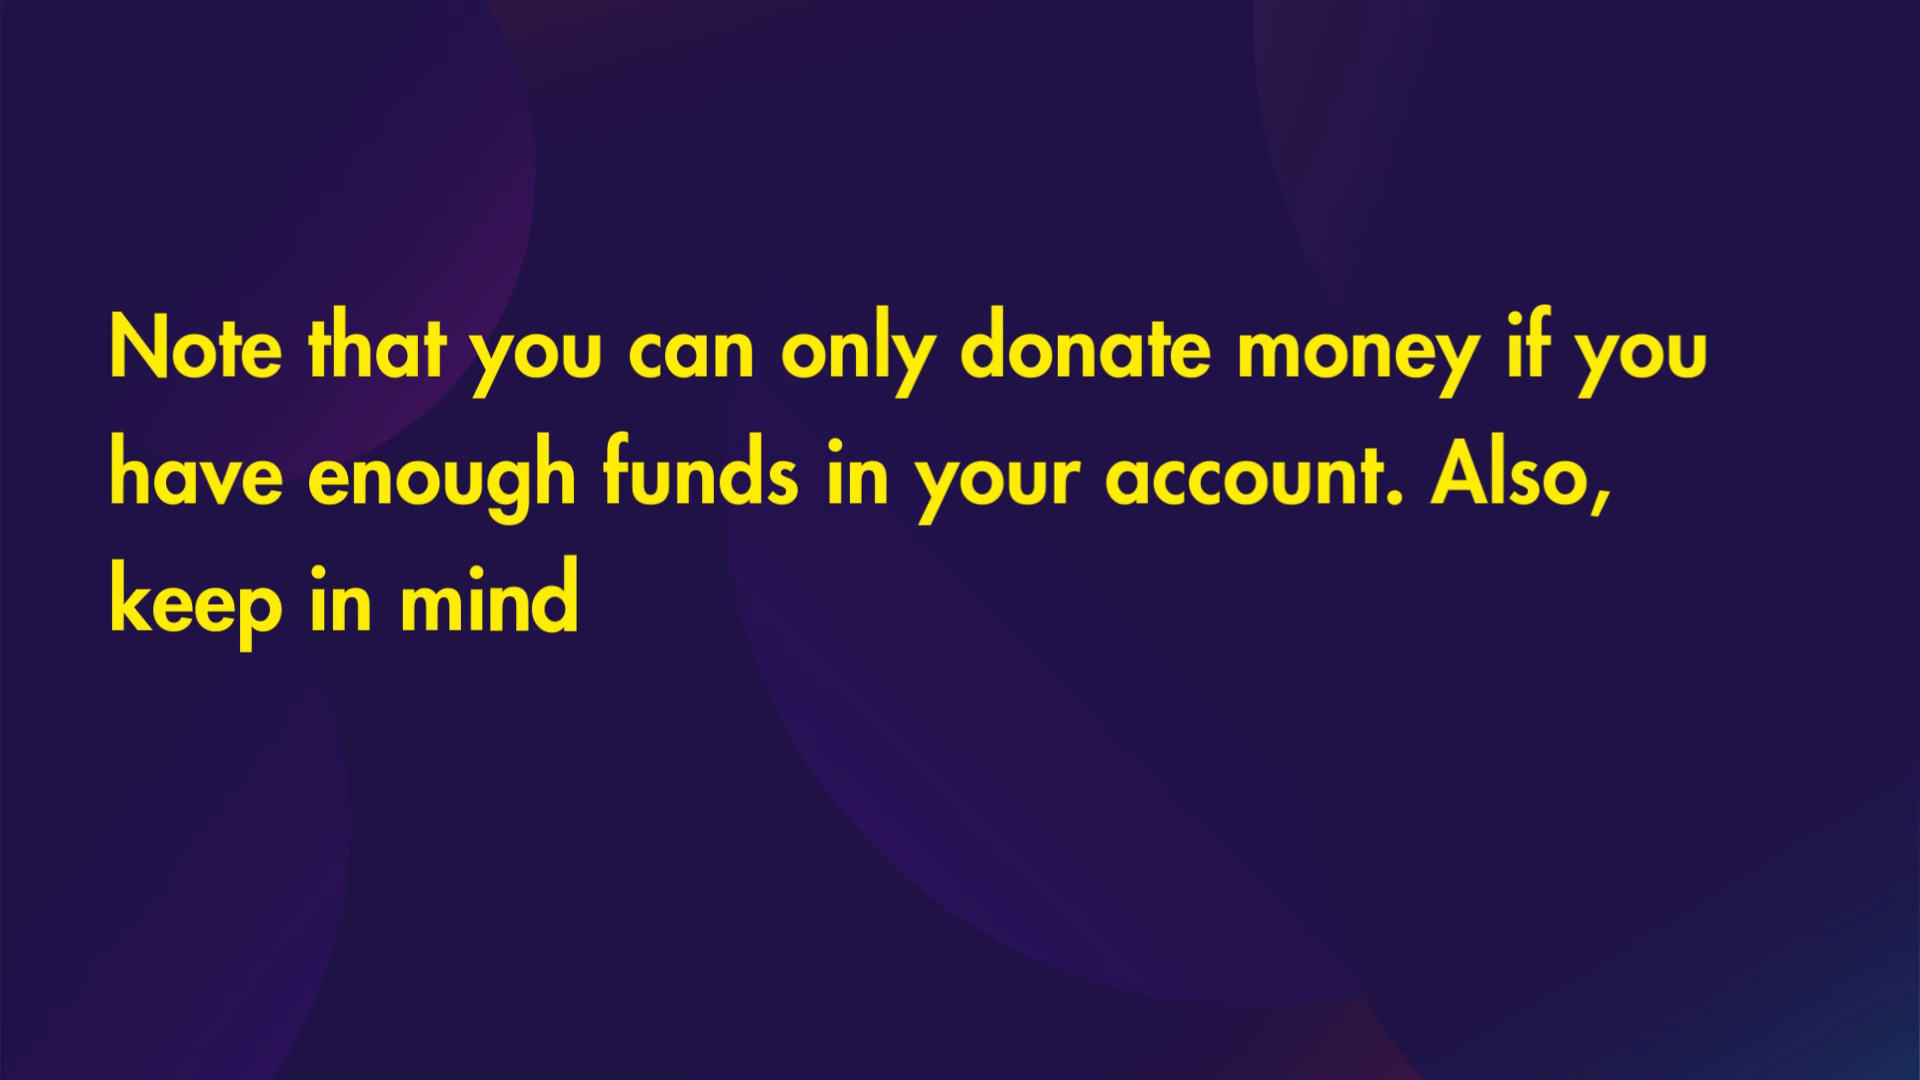 Note that you can only donate money if you
have enough funds in your account. Also,
keep in mind